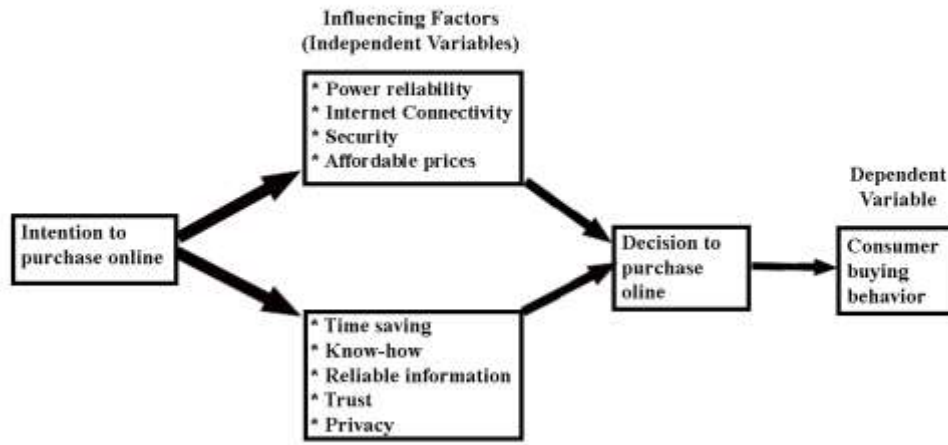 Influencing Factors
(Independent Variables)
* Power reliability
* Internet Connectivity
* Security
* Affordable prices
Intention to
purchase online
* Time saving
* Know-how
* Reliable information
* Trust
* Privacy
Decision to
purchase
oline
Dependent
Variable
Consumer
buying
behavior